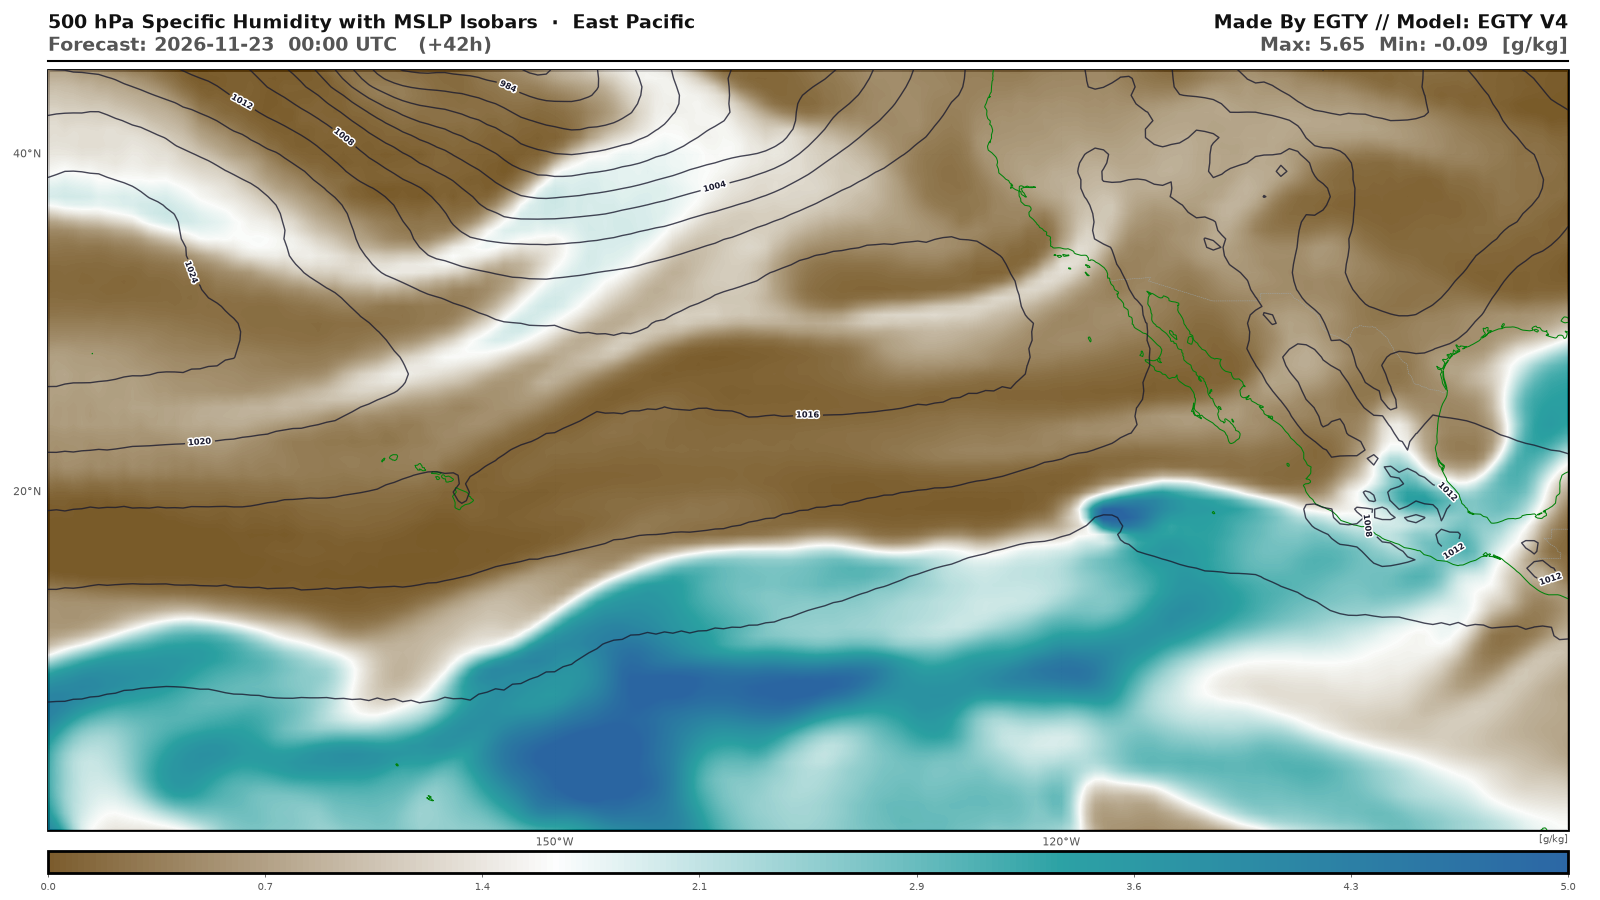 500 hPa Specific Humidity with MSLP Isobars · East Pacific
Made By EGTY // Model: EGTY V4
Forecast: 2026-11-23 00:00 UTC (+42h)
Max: 5.65 Min: -0.09 [g/kg]
984
1012
1008
40°N
1004
1024
1016
1020
20°N
1012
1008
1012
1012
150°W
120°W
[g/kg]
0.0
0.7
1.4
2.1
2.9
3.6
4.3
5.0